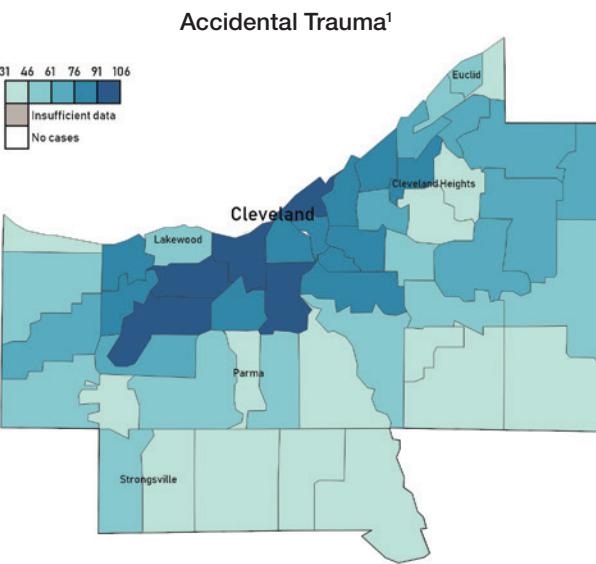 Accidental Trauma¹
31 46 61 76 91 106
Insufficient data
No cases
Euclid
Cleveland Heights
Cleveland
Lakewood
Parma
Strongsville